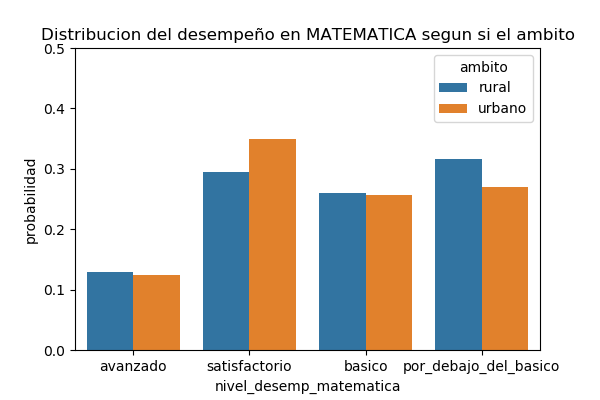 Distribucion del desempeño en MATEMATICA segun si el ambito
0.5
0.4
0.3
0.2
0.1
0.0
probabilidad
ambito
rural
urbano
avanzado
satisfactorio
basico
por_debajo_del_basico
nivel_desemp_matematica